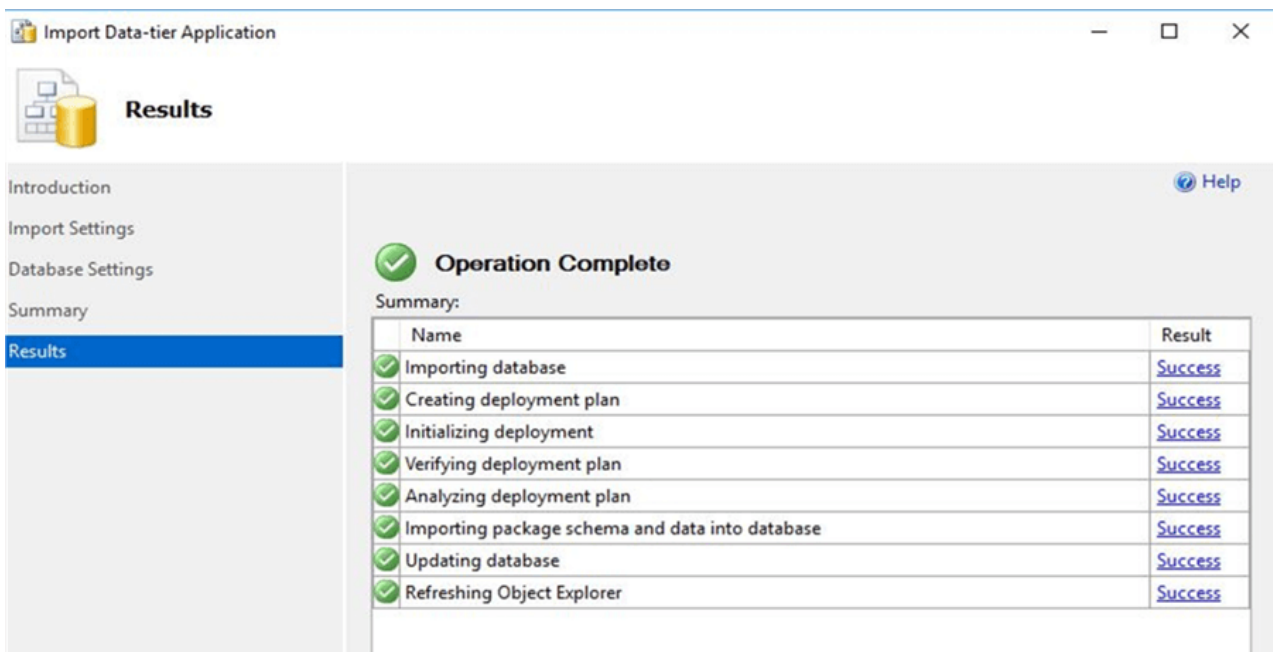 Import Data-tier Application
Results
Introduction
Import Settings
Database Settings
Summary
Results
Help
Operation Complete
Summary:
Name Result
Importing database Success
Creating deployment plan Success
Initializing deployment Success
Verifying deployment plan Success
Analyzing deployment plan Success
Importing package schema and data into database Success
Updating database Success
Refreshing Object Explorer Success